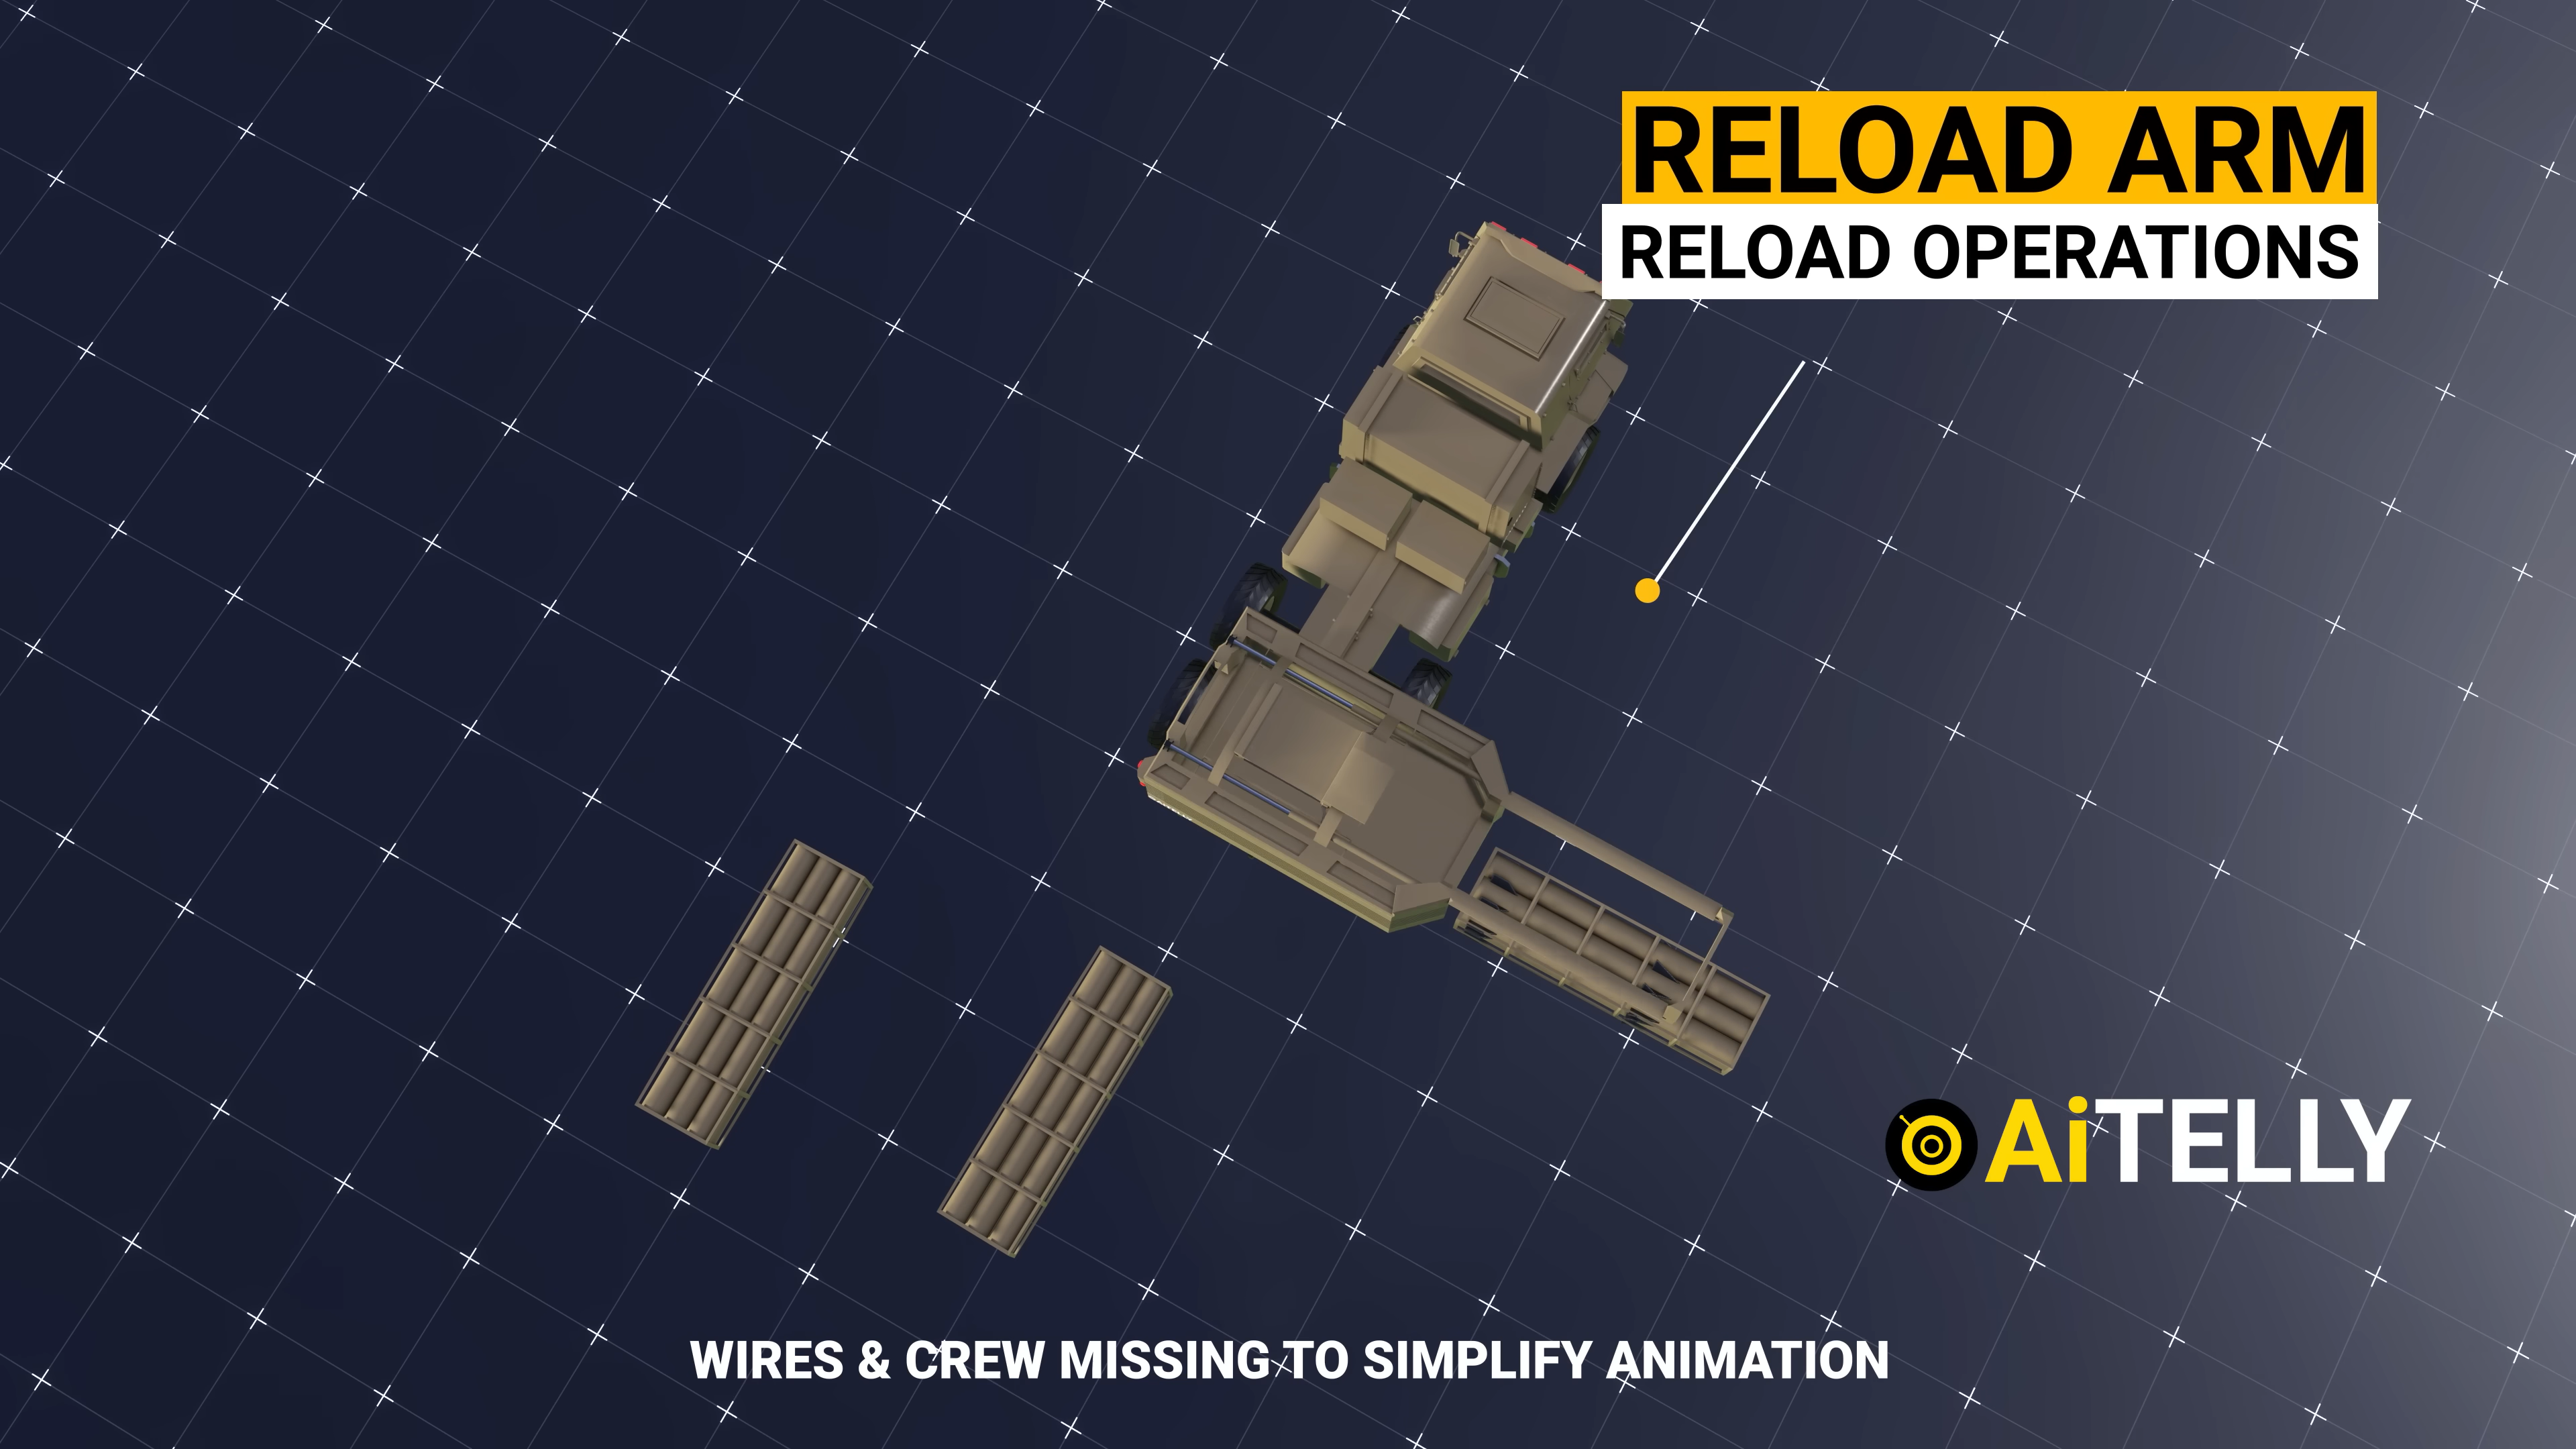 RELOAD ARM
RELOAD OPERATIONS
AiTELLY
WIRES & CREW MISSING TO SIMPLIFY ANIMATION